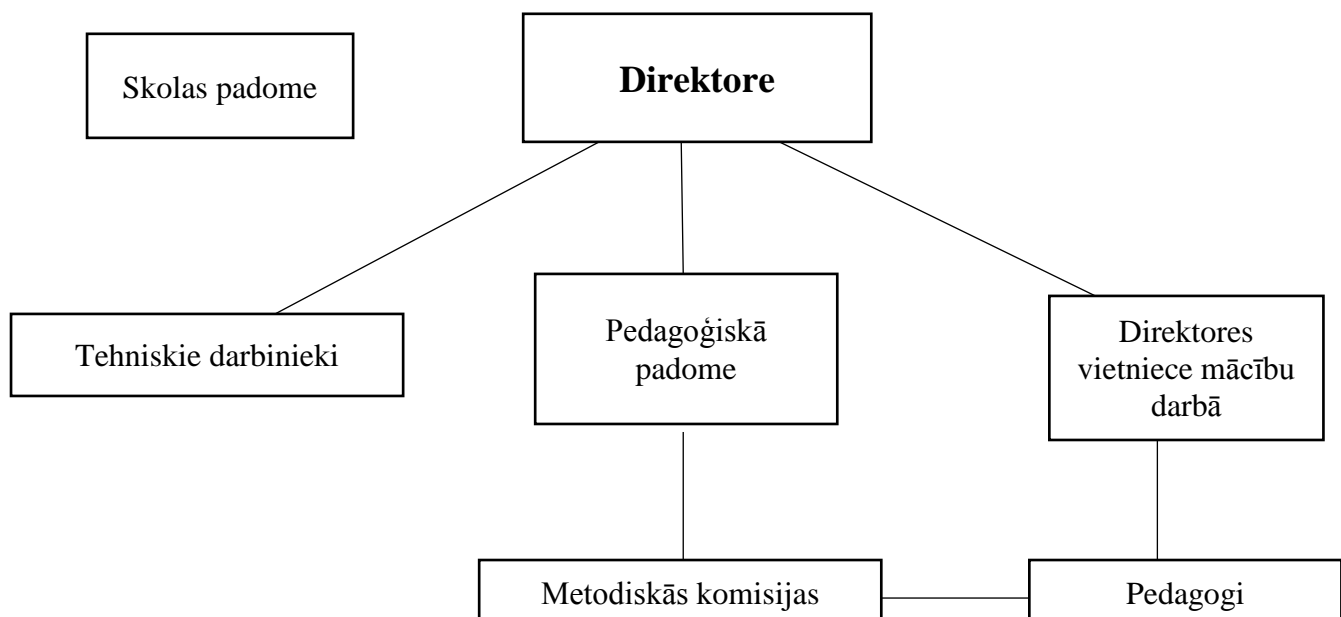 Skolas padome
Direktore
Tehniskie darbinieki
Pedagoģiskā
padome
Direktores
vietniece mācību
darbā
Metodiskās komisijas
Pedagogi